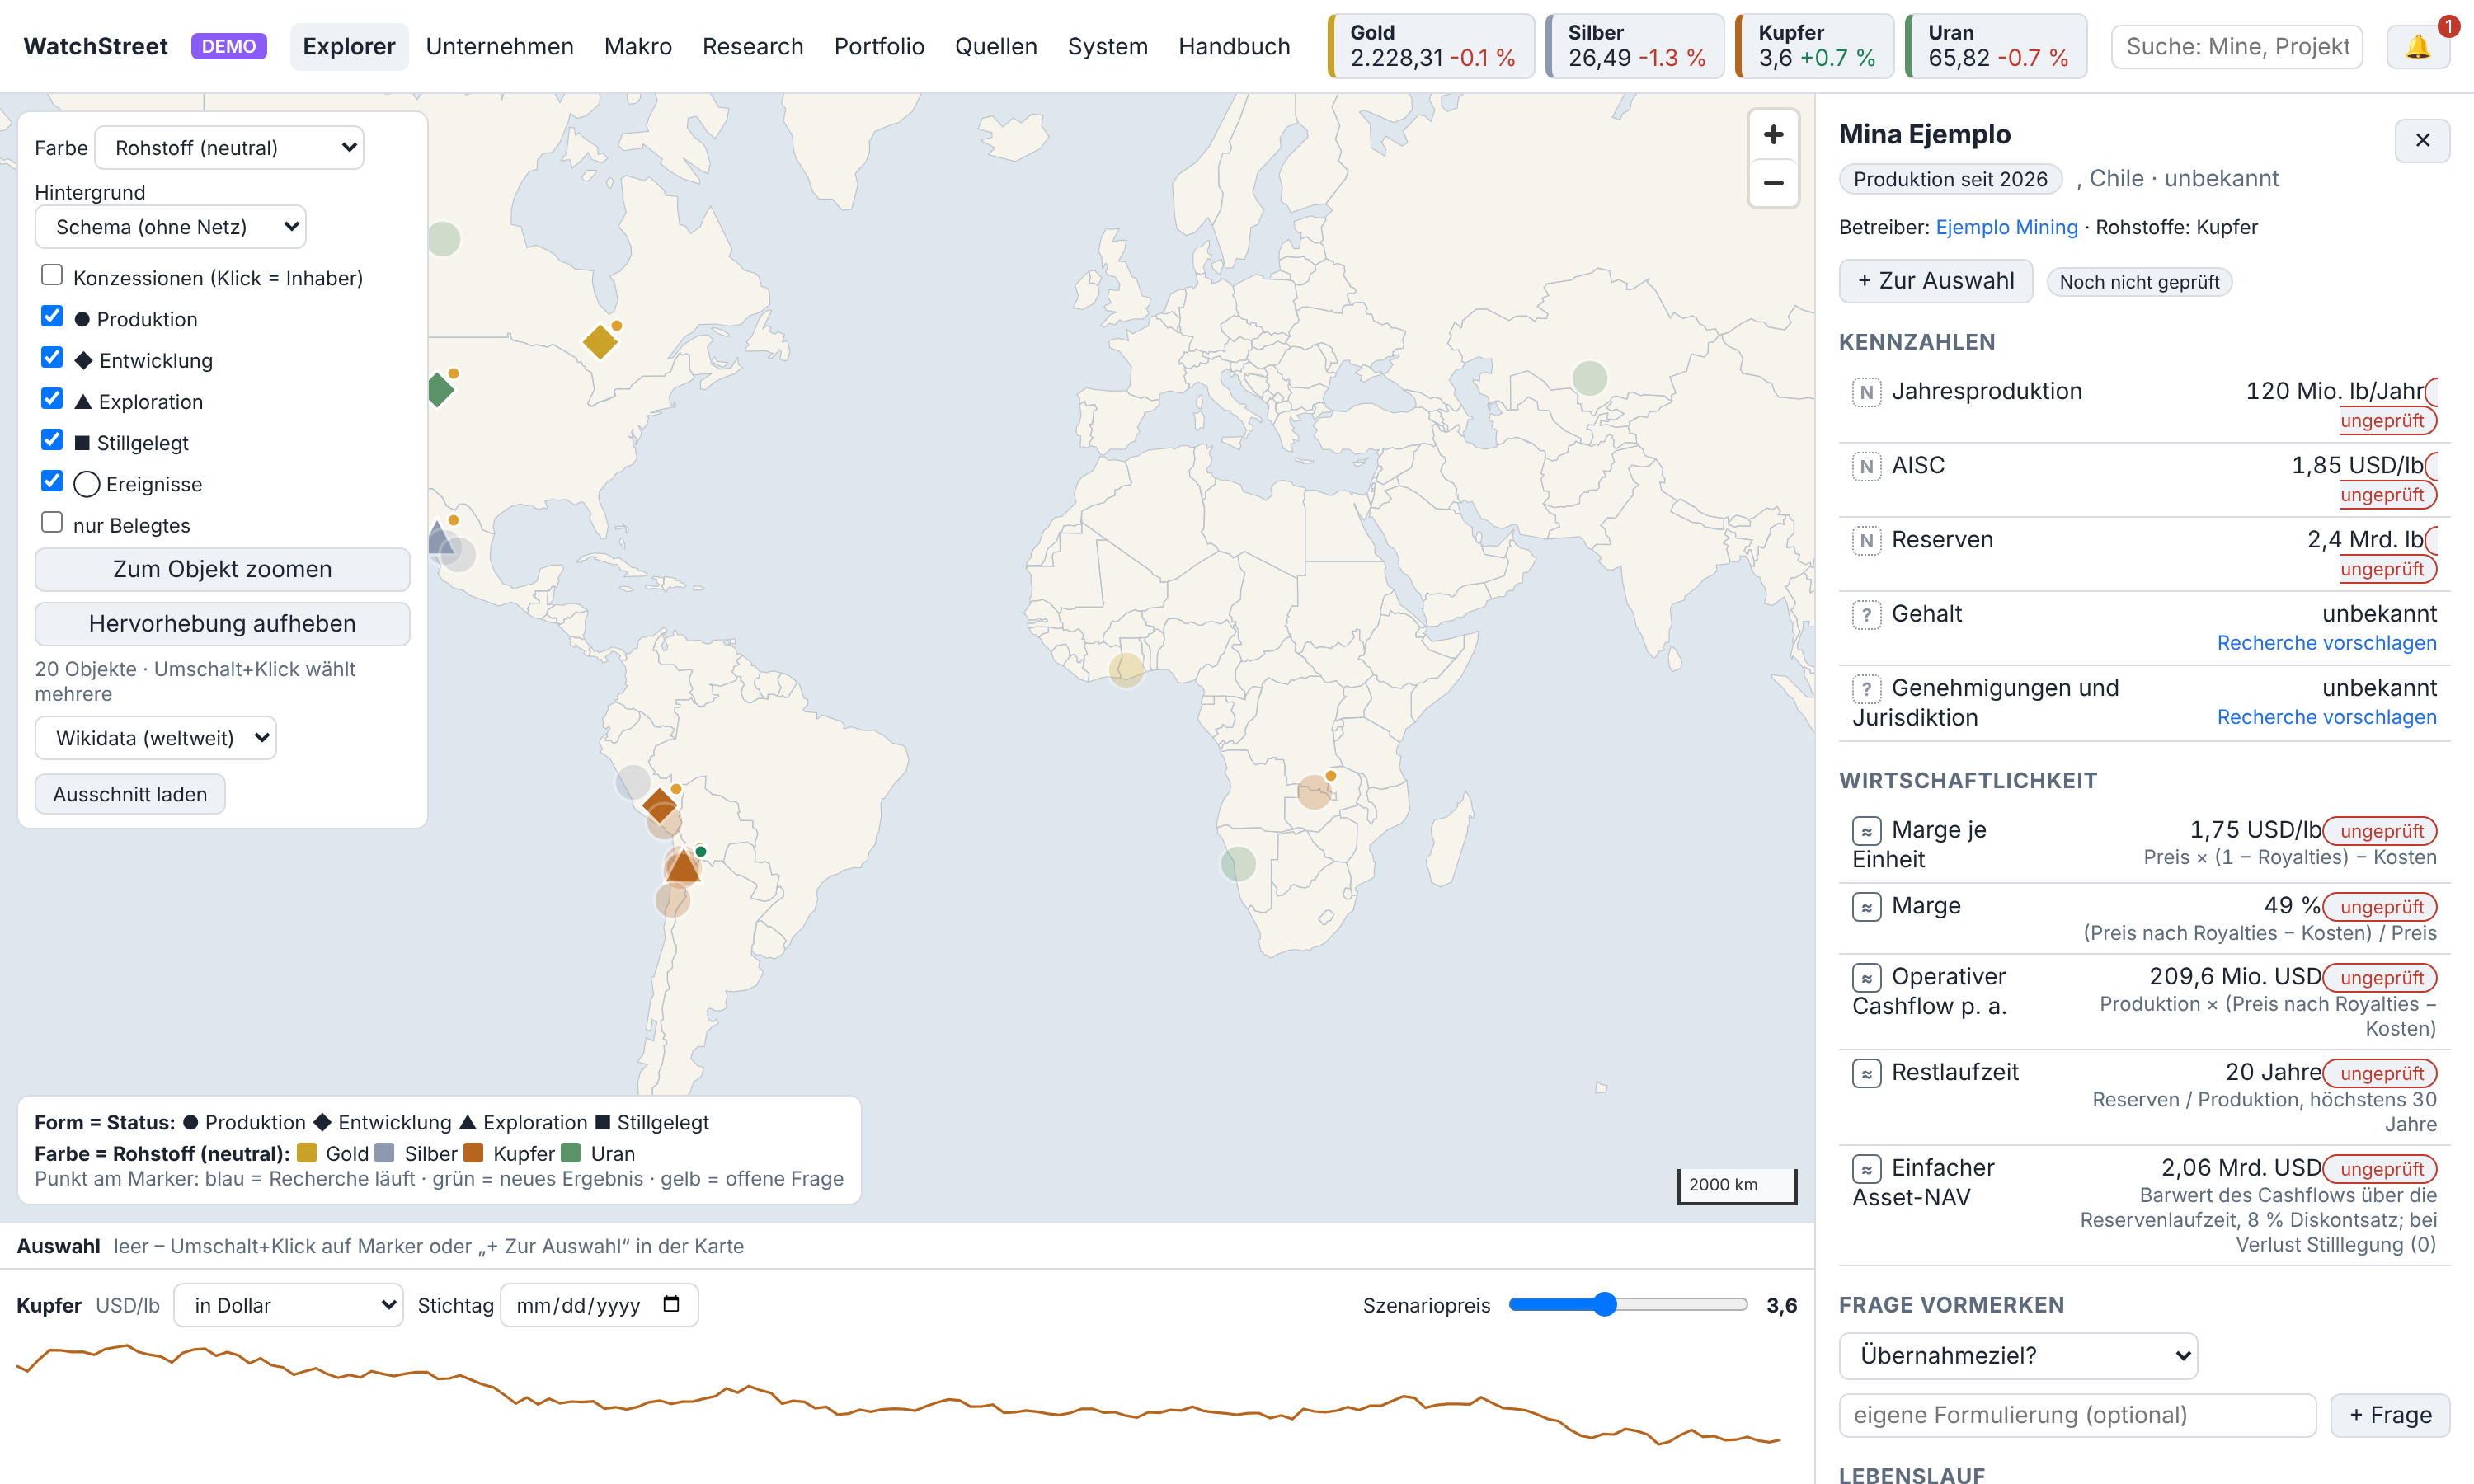 WatchStreet DEMO Explorer Unternehmen Makro Research Portfolio Quellen System Handbuch
Gold
2.228,31 -0.1 %
Silber
26,49 -1.3 %
Kupfer
3,6 +0.7 %
Uran
65,82 -0.7 %
Suche: Mine, Projekt
1
Farbe Rohstoff (neutral)
Hintergrund
Schema (ohne Netz)
Konzessionen (Klick = Inhaber)
Produktion
Entwicklung
Exploration
Stillgelegt
Ereignisse
nur Belegtes
Zum Objekt zoomen
Hervorhebung aufheben
20 Objekte · Umschalt+Klick wählt
mehrere
Wikidata (weltweit)
Ausschnitt laden
+
−
Form = Status: ● Produktion ◆ Entwicklung ▲ Exploration ■ Stillgelegt
Farbe = Rohstoff (neutral): Gold Silber Kupfer Uran
Punkt am Marker: blau = Recherche läuft · grün = neues Ergebnis · gelb = offene Frage
2000 km
Auswahl leer – Umschalt+Klick auf Marker oder „+ Zur Auswahl“ in der Karte
Kupfer USD/lb in Dollar Stichtag mm/dd/yyyy Szenariopreis 3,6
Mina Ejemplo
✕
Produktion seit 2026 , Chile · unbekannt
Betreiber: Ejemplo Mining · Rohstoffe: Kupfer
+ Zur Auswahl Noch nicht geprüft
KENNZAHLEN
N Jahresproduktion 120 Mio. lb/Jahr
ungeprüft
N AISC 1,85 USD/lb
ungeprüft
N Reserven 2,4 Mrd. lb
ungeprüft
? Gehalt unbekannt
Recherche vorschlagen
? Genehmigungen und unbekannt
Jurisdiktion Recherche vorschlagen
WIRTSCHAFTLICHKEIT
≈ Marge je 1,75 USD/lb ungeprüft
Einheit Preis × (1 − Royalties) − Kosten
≈ Marge 49 % ungeprüft
(Preis nach Royalties − Kosten) / Preis
≈ Operativer 209,6 Mio. USD ungeprüft
Cashflow p. a. Produktion × (Preis nach Royalties −
Kosten)
≈ Restlaufzeit 20 Jahre ungeprüft
Reserven / Produktion, höchstens 30
Jahre
≈ Einfacher 2,06 Mrd. USD ungeprüft
Asset-NAV Barwert des Cashflows über die
Reservenlaufzeit, 8 % Diskontsatz; bei
Verlust Stilllegung (0)
FRAGE VORMERKEN
Übernahmeziel?
eigene Formulierung (optional) + Frage
LEBENSLAUF